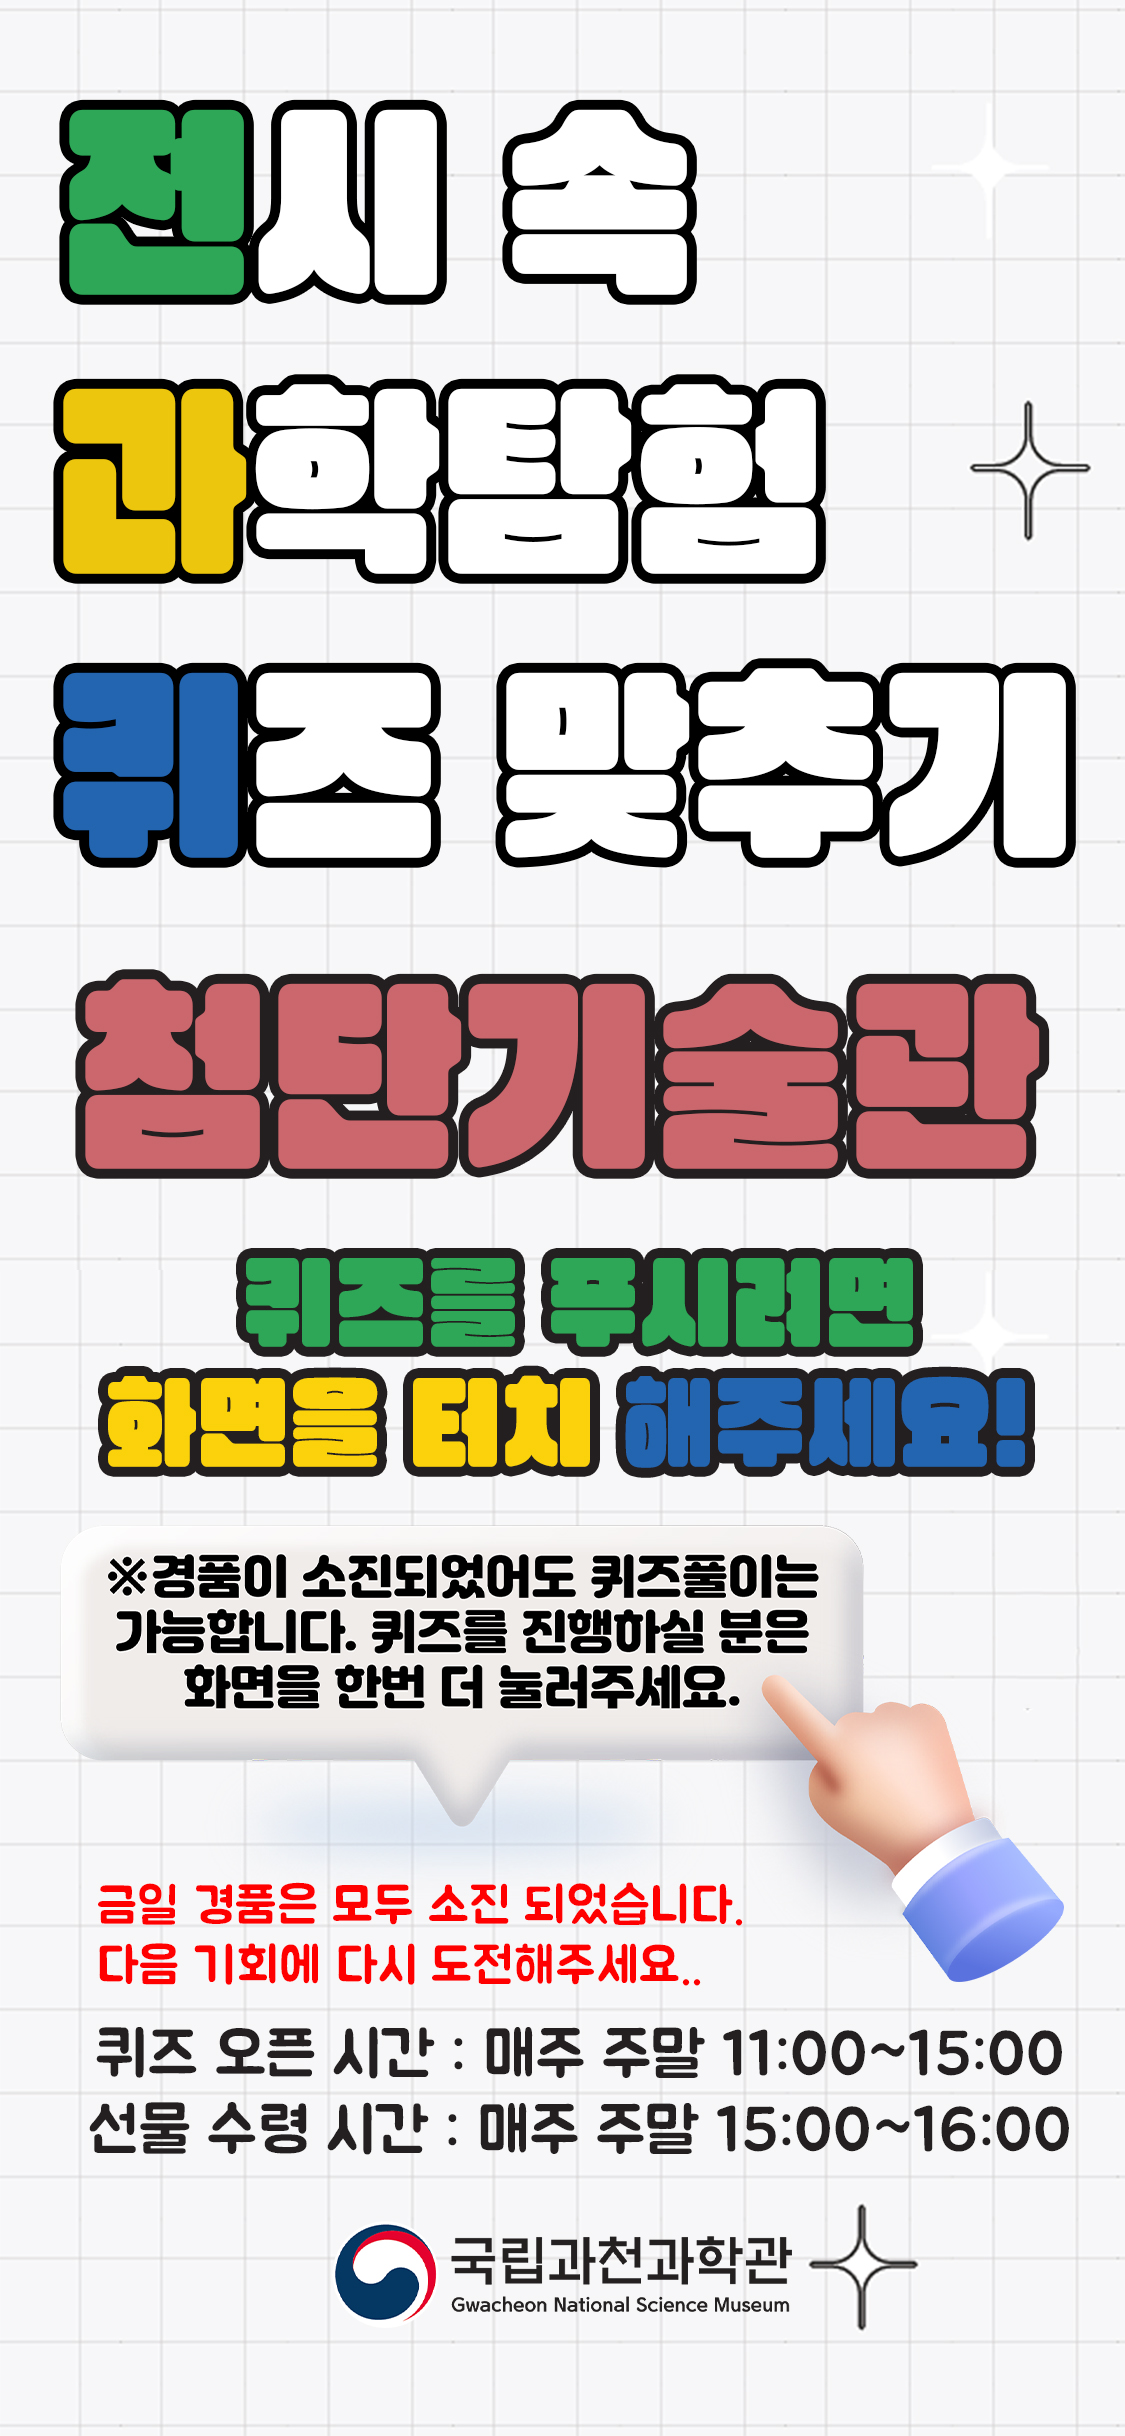 전시 속
과학탐험
퀴즈 맞추기
첨단기술관
퀴즈를 푸시려면
화면을 터치 해주세요!
※경품이 소진되었어도 퀴즈풀이는
가능합니다. 퀴즈를 진행하실 분은
화면을 한번 더 눌러주세요.
금일 경품은 모두 소진 되었습니다.
다음 기회에 다시 도전해주세요..
퀴즈 오픈 시간 : 매주 주말 11:00~15:00
선물 수령 시간 : 매주 주말 15:00~16:00
국립과천과학관
Gwacheon National Science Museum